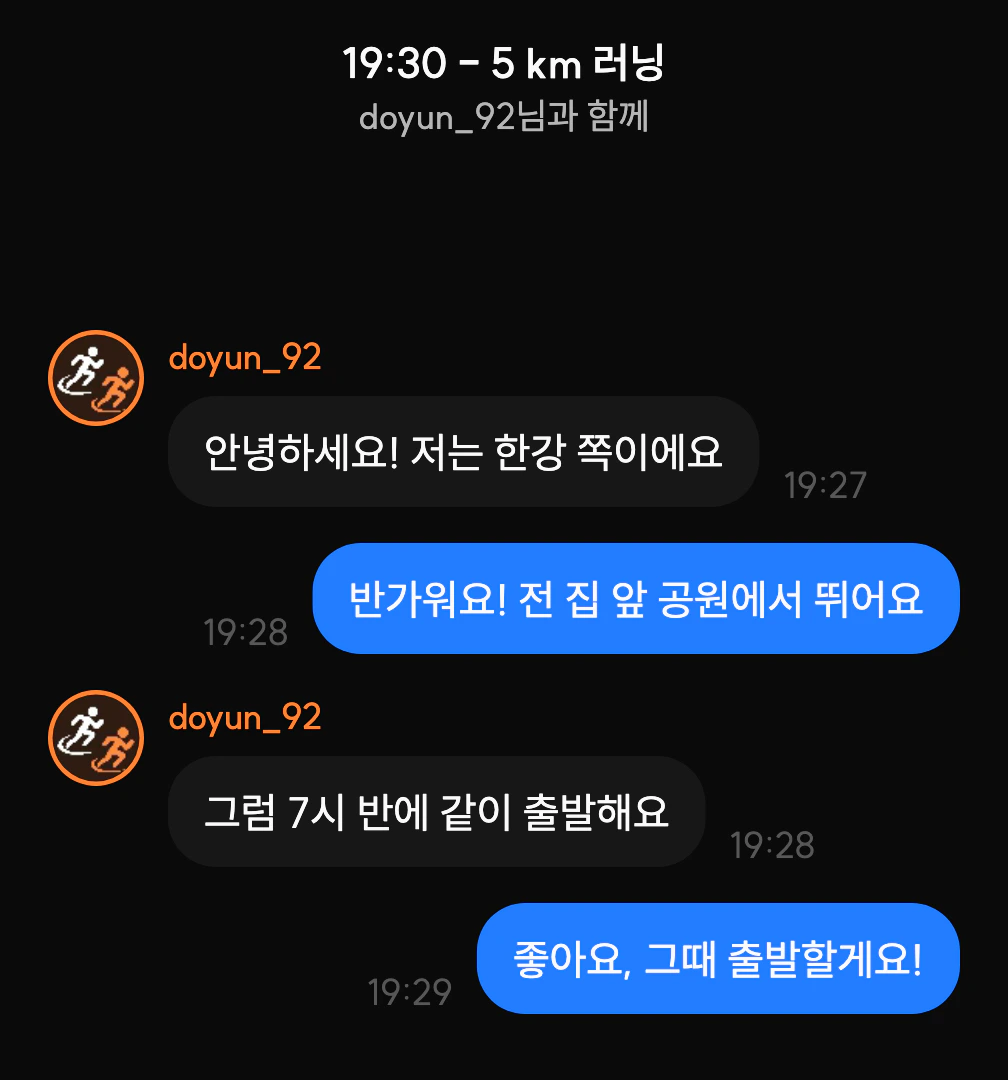 19:30 – 5 km 러닝
doyun_92님과 함께
doyun_92
안녕하세요! 저는 한강 쪽이에요
19:27
반가워요! 전 집 앞 공원에서 뛰어요
19:28
doyun_92
그럼 7시 반에 같이 출발해요
19:28
좋아요, 그때 출발할게요!
19:29